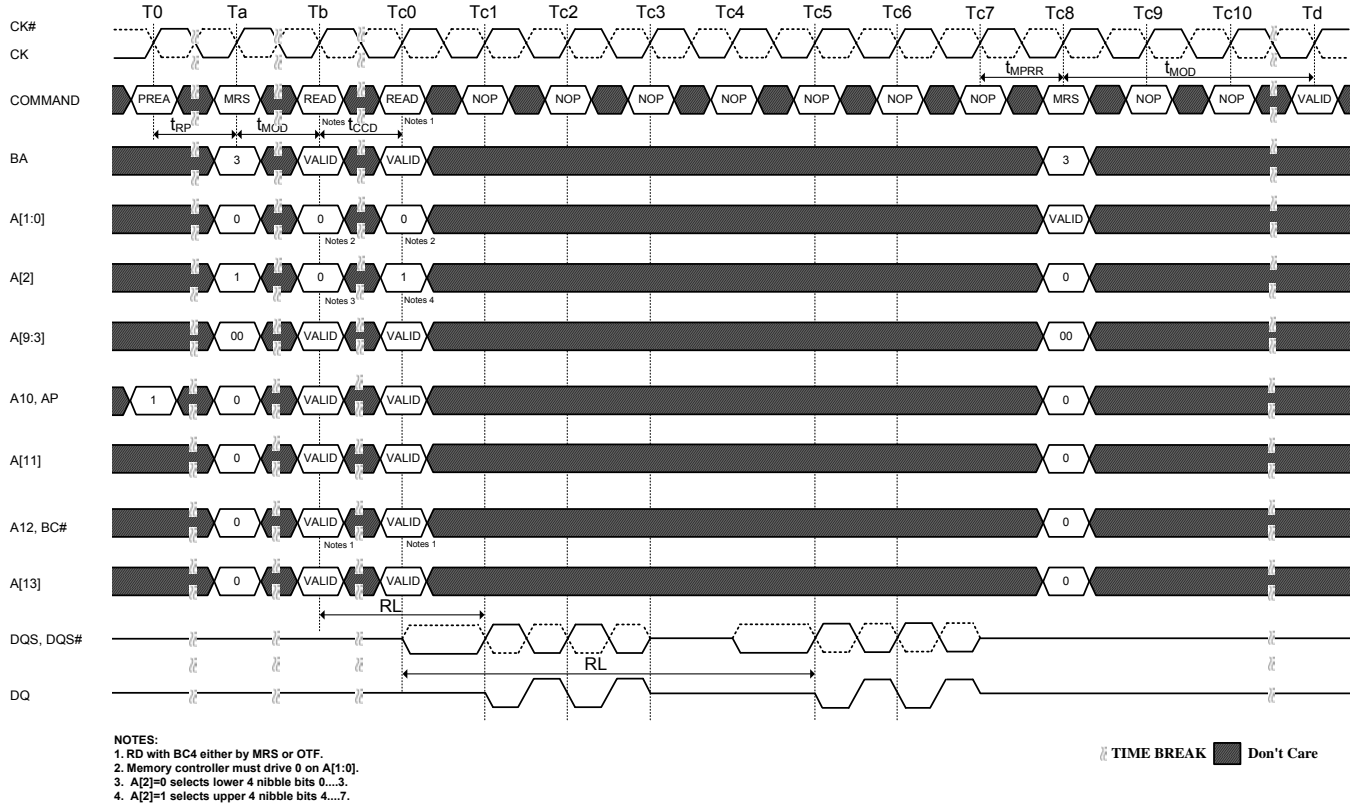 T0 Ta Tb Tc0 Tc1 Tc2 Tc3 Tc4 Tc5 Tc6 Tc7 Tc8 Tc9 Tc10 Td
CK#
CK
tMPRR tMOD
COMMAND PREA MRS READ READ NOP NOP NOP NOP NOP NOP NOP MRS NOP NOP VALID
Notes 1 Notes 1
tRP tMOD tCCD
BA 3 VALID VALID 3
A[1:0] 0 0 0 VALID
Notes 2 Notes 2
A[2] 1 0 1 0
Notes 3 Notes 4
A[9:3] 00 VALID VALID 00
A10, AP 1 0 VALID VALID 0
A[11] 0 VALID VALID 0
A12, BC# 0 VALID VALID 0
Notes 1 Notes 1
A[13] 0 VALID VALID 0
RL
DQS, DQS#
RL
DQ
NOTES:
1. RD with BC4 either by MRS or OTF.
2. Memory controller must drive 0 on A[1:0].
3. A[2]=0 selects lower 4 nibble bits 0....3.
4. A[2]=1 selects upper 4 nibble bits 4....7.
TIME BREAK Don't Care